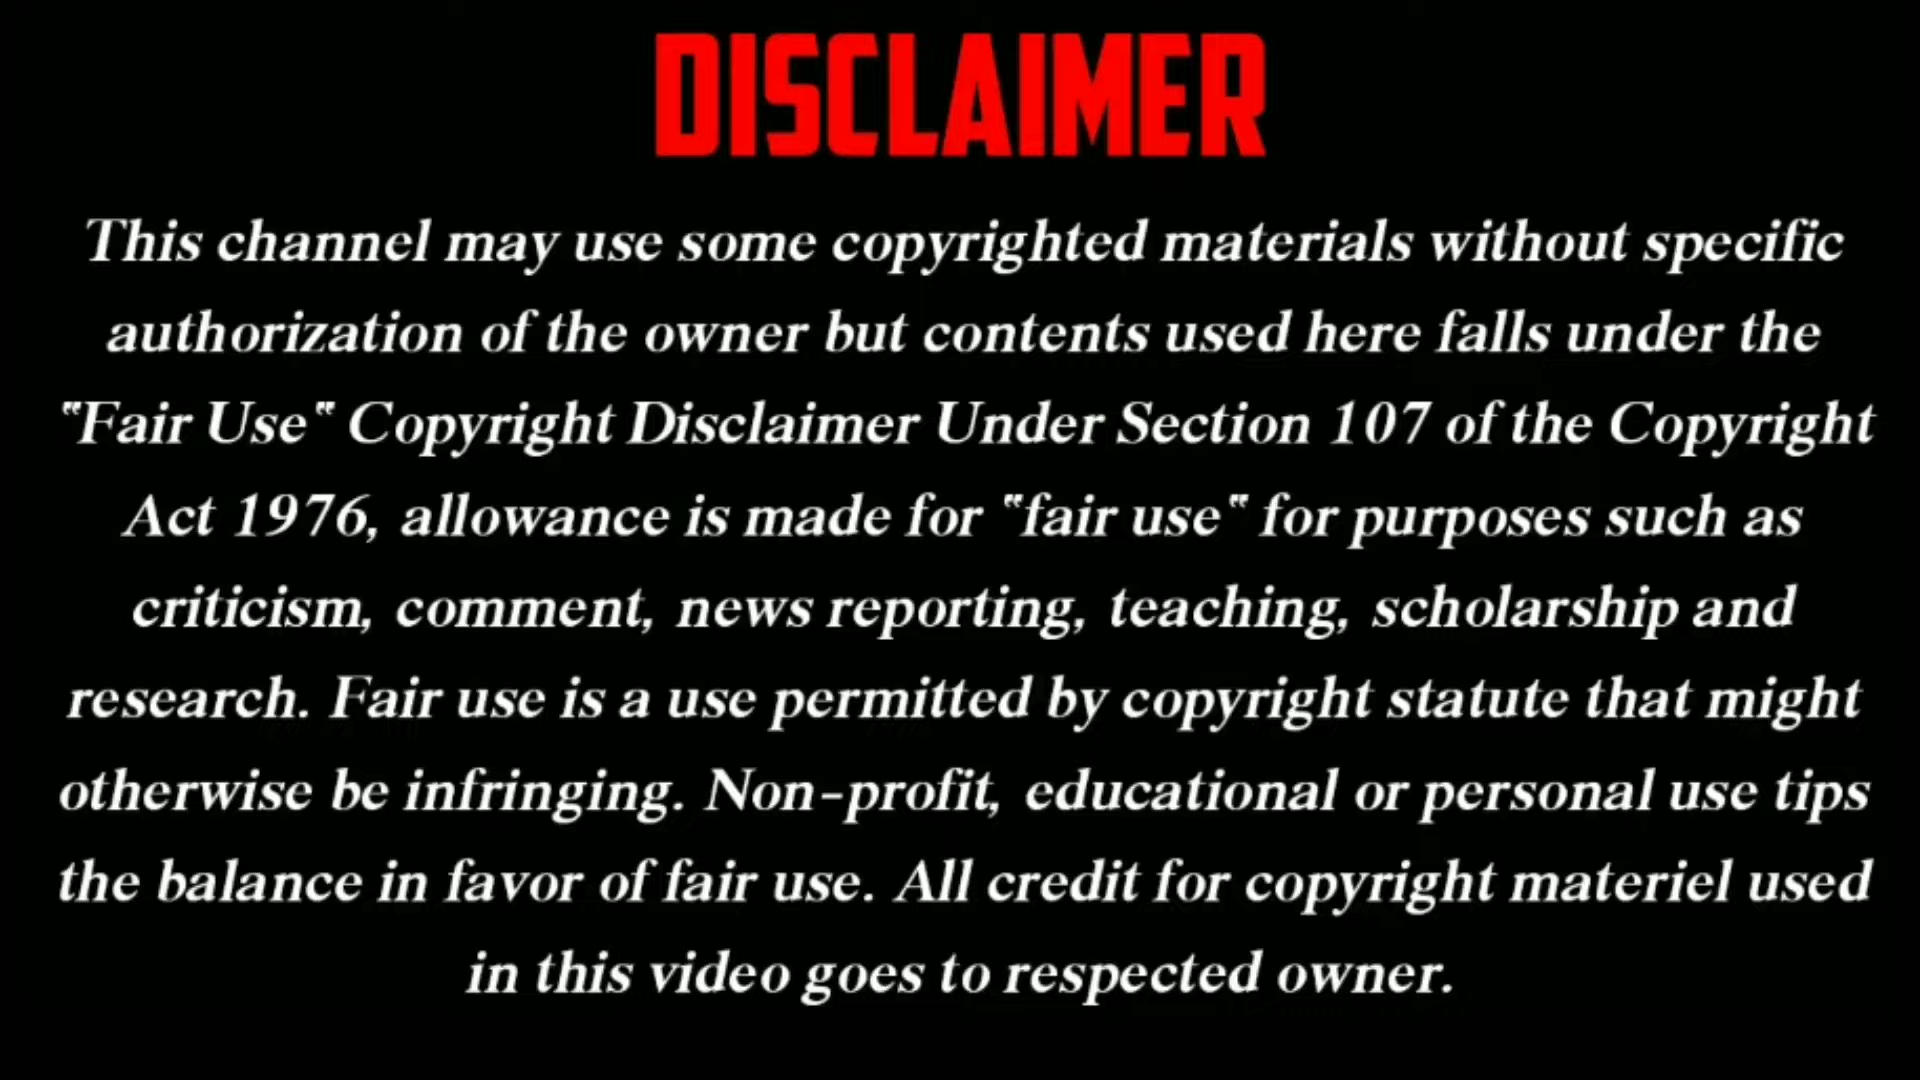 DISCLAIMER
This channel may use some copyrighted materials without specific
authorization of the owner but contents used here falls under the
"Fair Use" Copyright Disclaimer Under Section 107 of the Copyright
Act 1976, allowance is made for "fair use" for purposes such as
criticism, comment, news reporting, teaching, scholarship and
research. Fair use is a use permitted by copyright statute that might
otherwise be infringing. Non-profit, educational or personal use tips
the balance in favor of fair use. All credit for copyright materiel used
in this video goes to respected owner.